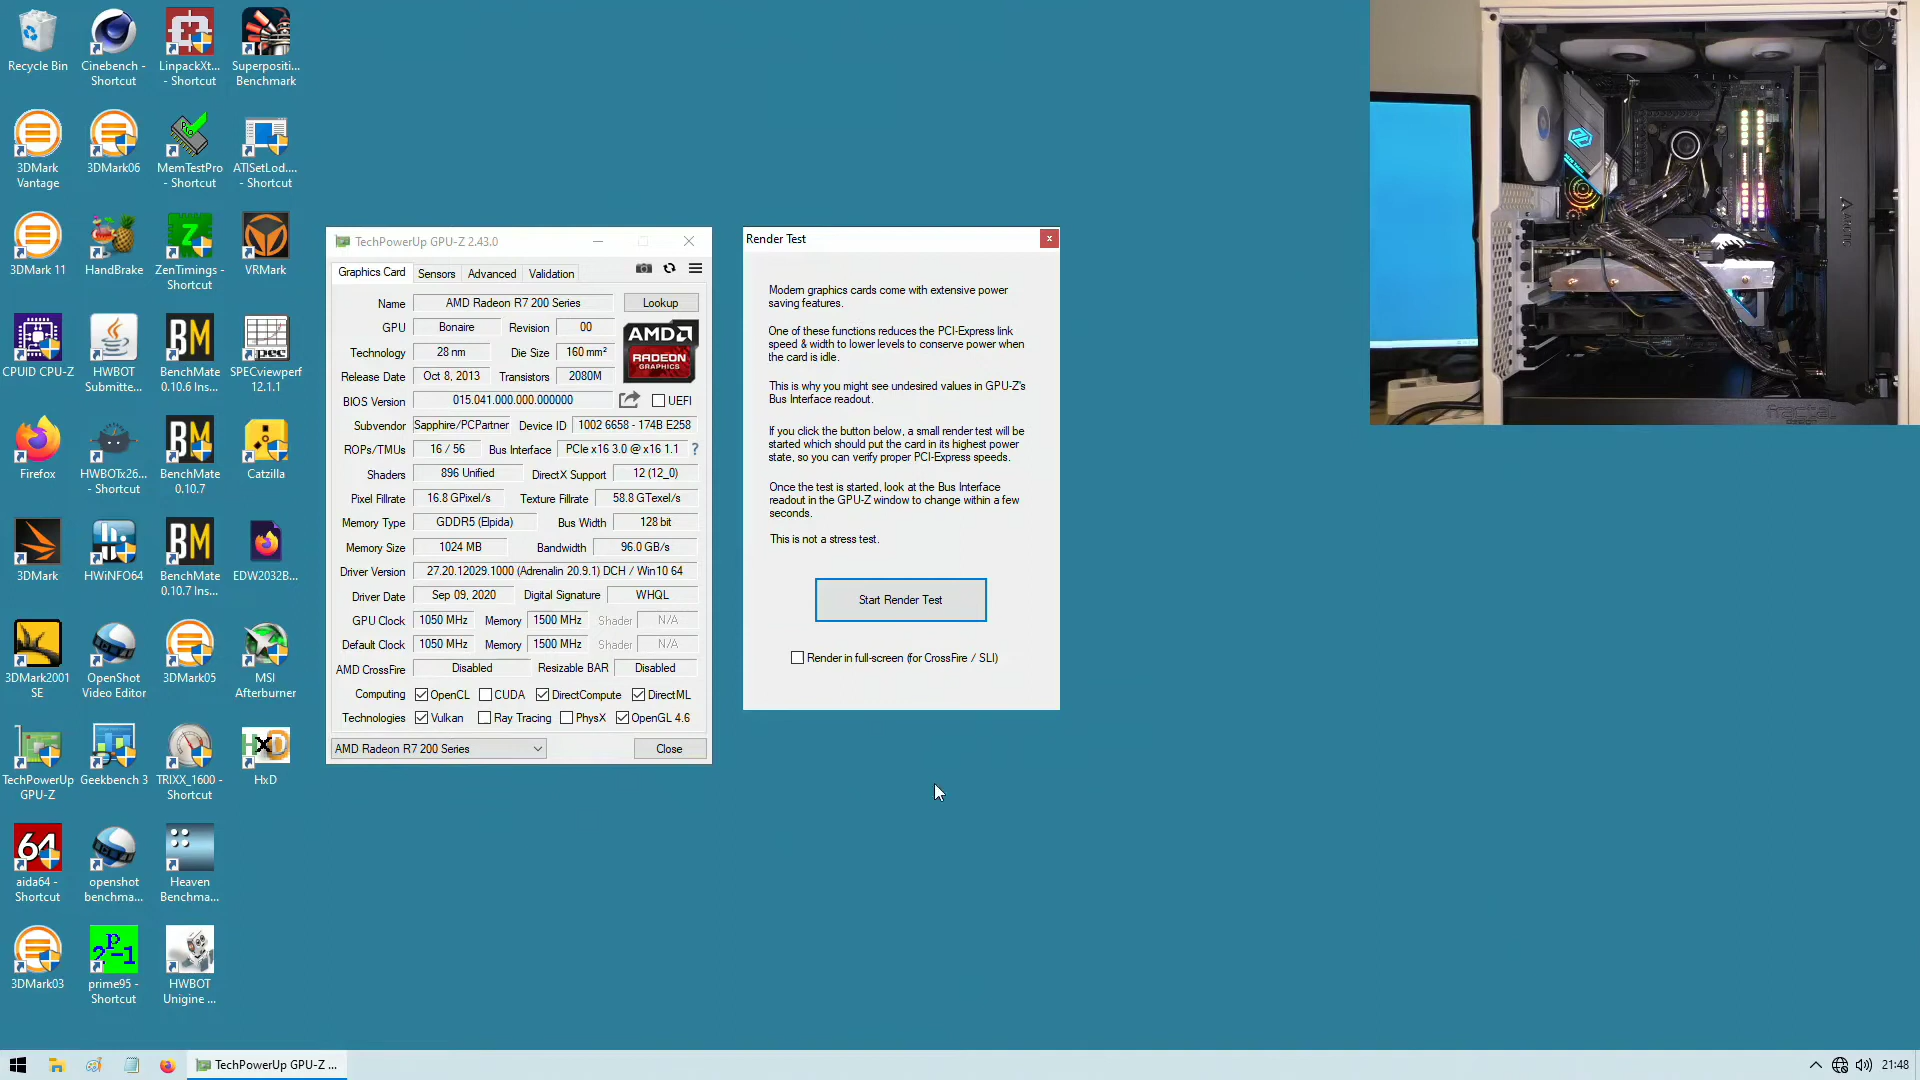 Recycle Bin
Cinebench -
Shortcut
LinpackXt...
- Shortcut
Superpositi...
Benchmark
3DMark
Vantage
3DMark06
MemTestPro
- Shortcut
ATISetLod....
- Shortcut
3DMark 11
HandBrake
ZenTimings -
Shortcut
VRMark
CPUID CPU-Z
HWBOT
Submitte...
BM
BenchMate
0.10.6 Ins...
spec
SPECviewperf
12.1.1
Firefox
HWBOTx26...
- Shortcut
BM
BenchMate
0.10.7
Catzilla
3DMark
HWiNFO64
BM
BenchMate
0.10.7 Ins...
EDW2032B...
3DMark2001
SE
OpenShot
Video Editor
3DMark05
MSI
Afterburner
TechPowerUp
GPU-Z
Geekbench 3
TRIXX_1600 -
Shortcut
HxD
HxD
64
aida64 -
Shortcut
openshot
benchma...
Heaven
Benchma...
3DMark03
2P-1
prime95 -
Shortcut
HWBOT
Unigine ...
TechPowerUp GPU-Z 2.43.0
Graphics Card Sensors Advanced Validation
Name AMD Radeon R7 200 Series Lookup
GPU Bonaire Revision 00
AMD
RADEON
GRAPHICS
Technology 28 nm Die Size 160 mm²
Release Date Oct 8, 2013 Transistors 2080M
BIOS Version 015.041.000.000.000000 UEFI
Subvendor Sapphire/PCPartner Device ID 1002 6658 - 174B E258
ROPs/TMUs 16 / 56 Bus Interface PCIe x16 3.0 @ x16 1.1 ?
Shaders 896 Unified DirectX Support 12 (12_0)
Pixel Fillrate 16.8 GPixel/s Texture Fillrate 58.8 GTexel/s
Memory Type GDDR5 (Elpida) Bus Width 128 bit
Memory Size 1024 MB Bandwidth 96.0 GB/s
Driver Version 27.20.12029.1000 (Adrenalin 20.9.1) DCH / Win10 64
Driver Date Sep 09, 2020 Digital Signature WHQL
GPU Clock 1050 MHz Memory 1500 MHz Shader N/A
Default Clock 1050 MHz Memory 1500 MHz Shader N/A
AMD CrossFire Disabled Resizable BAR Disabled
Computing OpenCL CUDA DirectCompute DirectML
Technologies Vulkan Ray Tracing PhysX OpenGL 4.6
AMD Radeon R7 200 Series Close
Render Test
Modern graphics cards come with extensive power
saving features.
One of these functions reduces the PCI-Express link
speed & width to lower levels to conserve power when
the card is idle.
This is why you might see undesired values in GPU-Z's
Bus Interface readout.
If you click the button below, a small render test will be
started which should put the card in its highest power
state, so you can verify proper PCI-Express speeds.
Once the test is started, look at the Bus Interface
readout in the GPU-Z window to change within a few
seconds.
This is not a stress test.
Start Render Test
Render in full-screen (for CrossFire / SLI)
ARCTIC
fractal
TechPowerUp GPU-Z ...
21:48